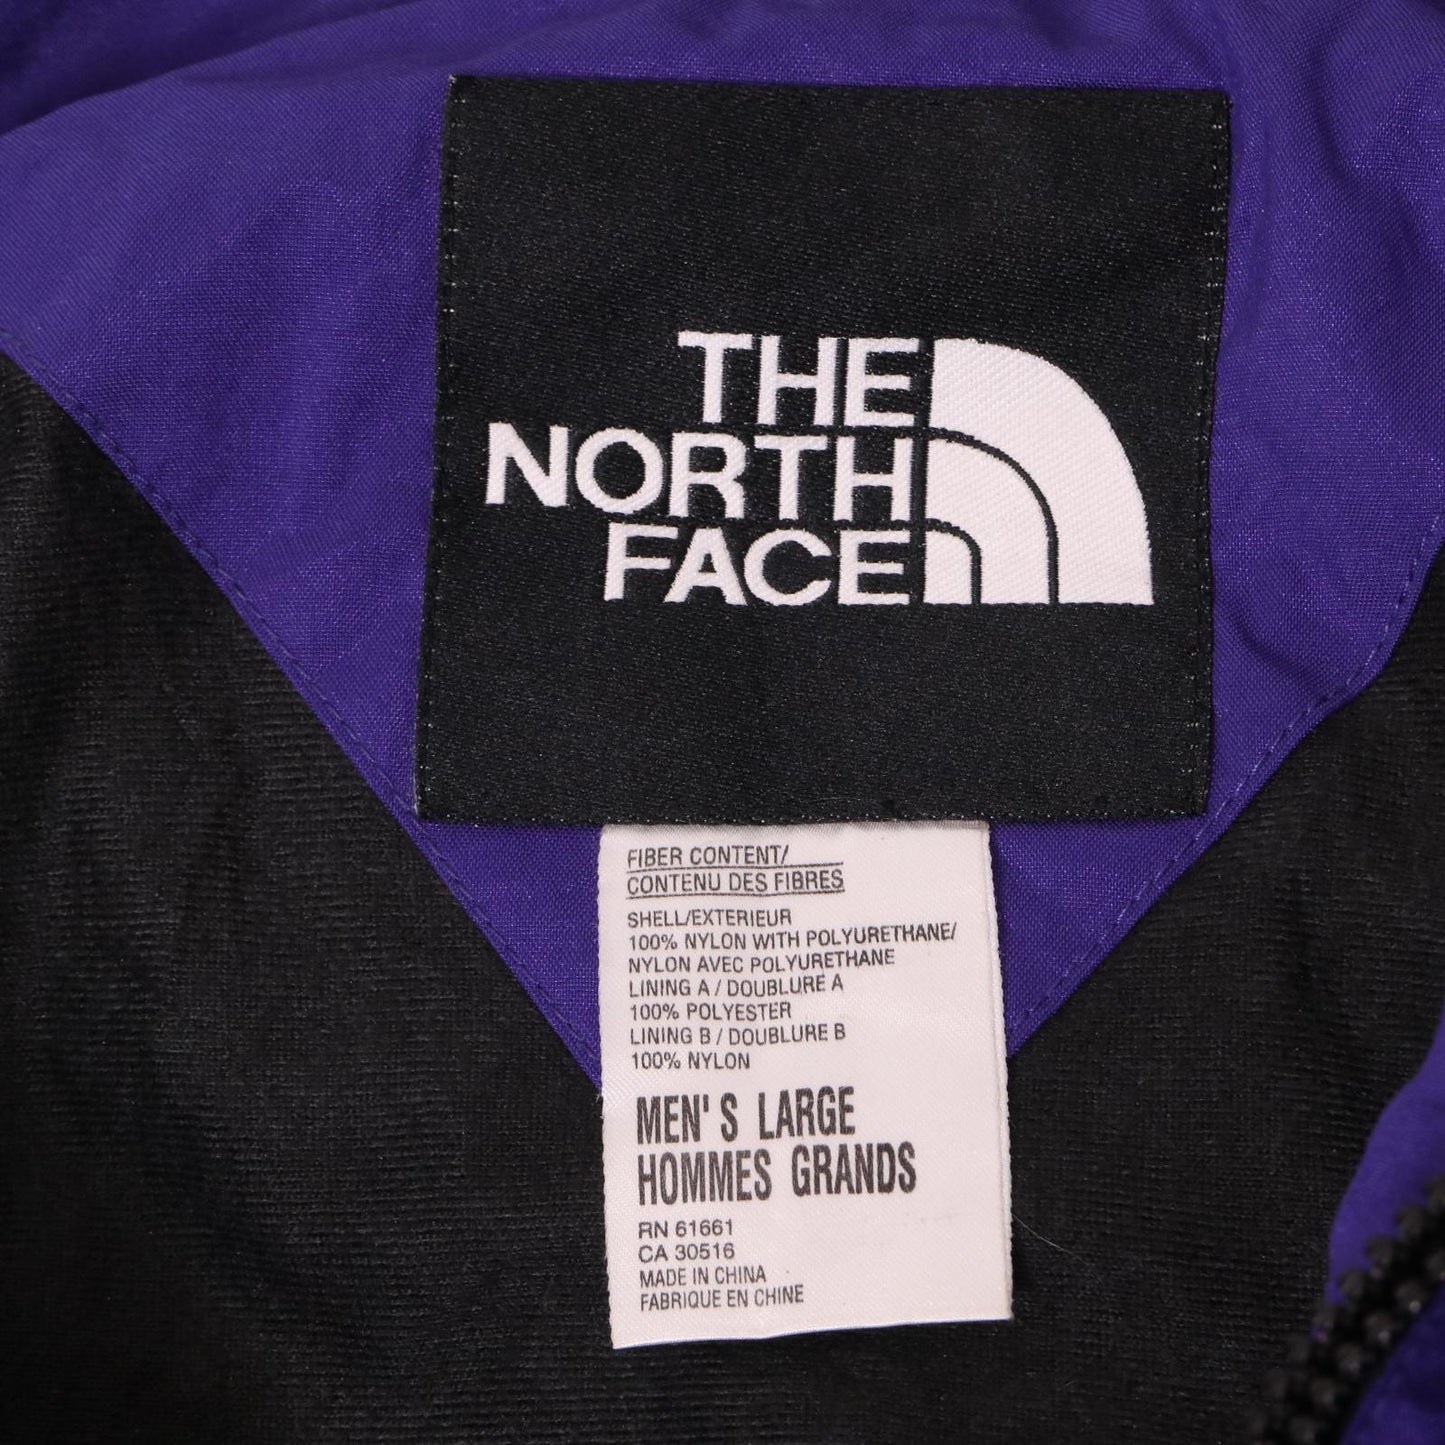 THE
NORTH
FACE
FIBER CONTENT/
CONTENU DES FIBRES
SHELL/EXTERIEUR
100% NYLON WITH POLYURETHANE/
NYLON AVEC POLYURETHANE
LINING A / DOUBLURE A
100% POLYESTER
LINING B / DOUBLURE B
100% NYLON
MEN'S LARGE
HOMMES GRANDS
RN 61661
CA 30516
MADE IN CHINA
FABRIQUE EN CHINE